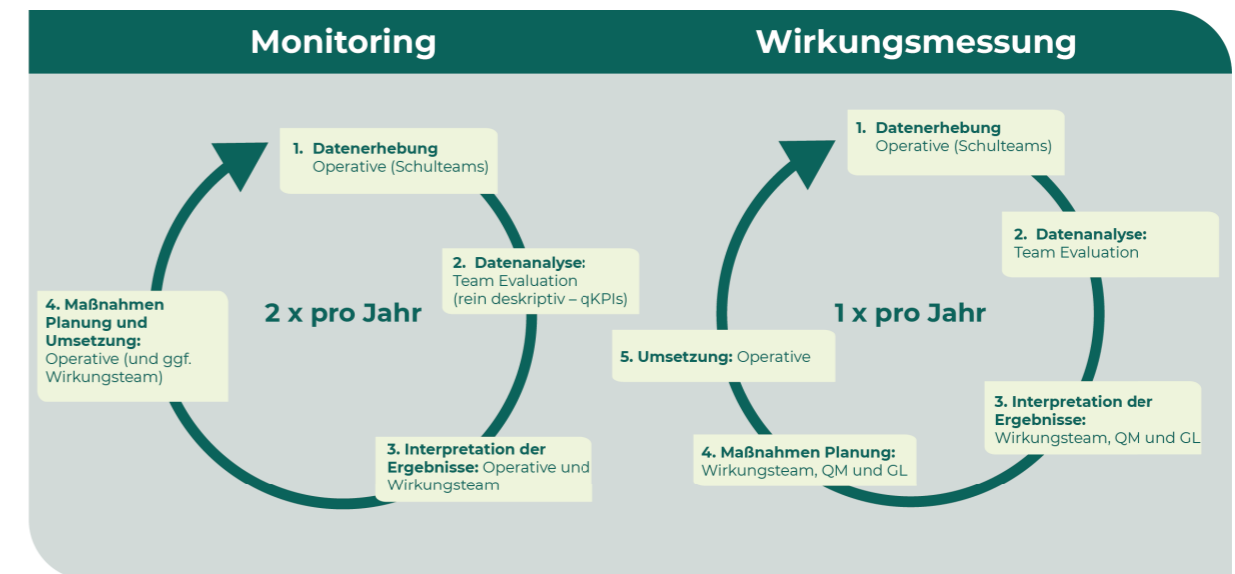 Monitoring
1. Datenerhebung
Operative (Schulteams)
2. Datenanalyse:
Team Evaluation
(rein deskriptiv – qKPIs)
3. Interpretation der
Ergebnisse: Operative und
Wirkungsteam
4. Maßnahmen
Planung und
Umsetzung:
Operative (und ggf.
Wirkungsteam)
2 x pro Jahr
Wirkungsmessung
1. Datenerhebung
Operative (Schulteams)
2. Datenanalyse:
Team Evaluation
3. Interpretation der
Ergebnisse:
Wirkungsteam, QM und GL
4. Maßnahmen Planung:
Wirkungsteam, QM und GL
5. Umsetzung: Operative
1 x pro Jahr